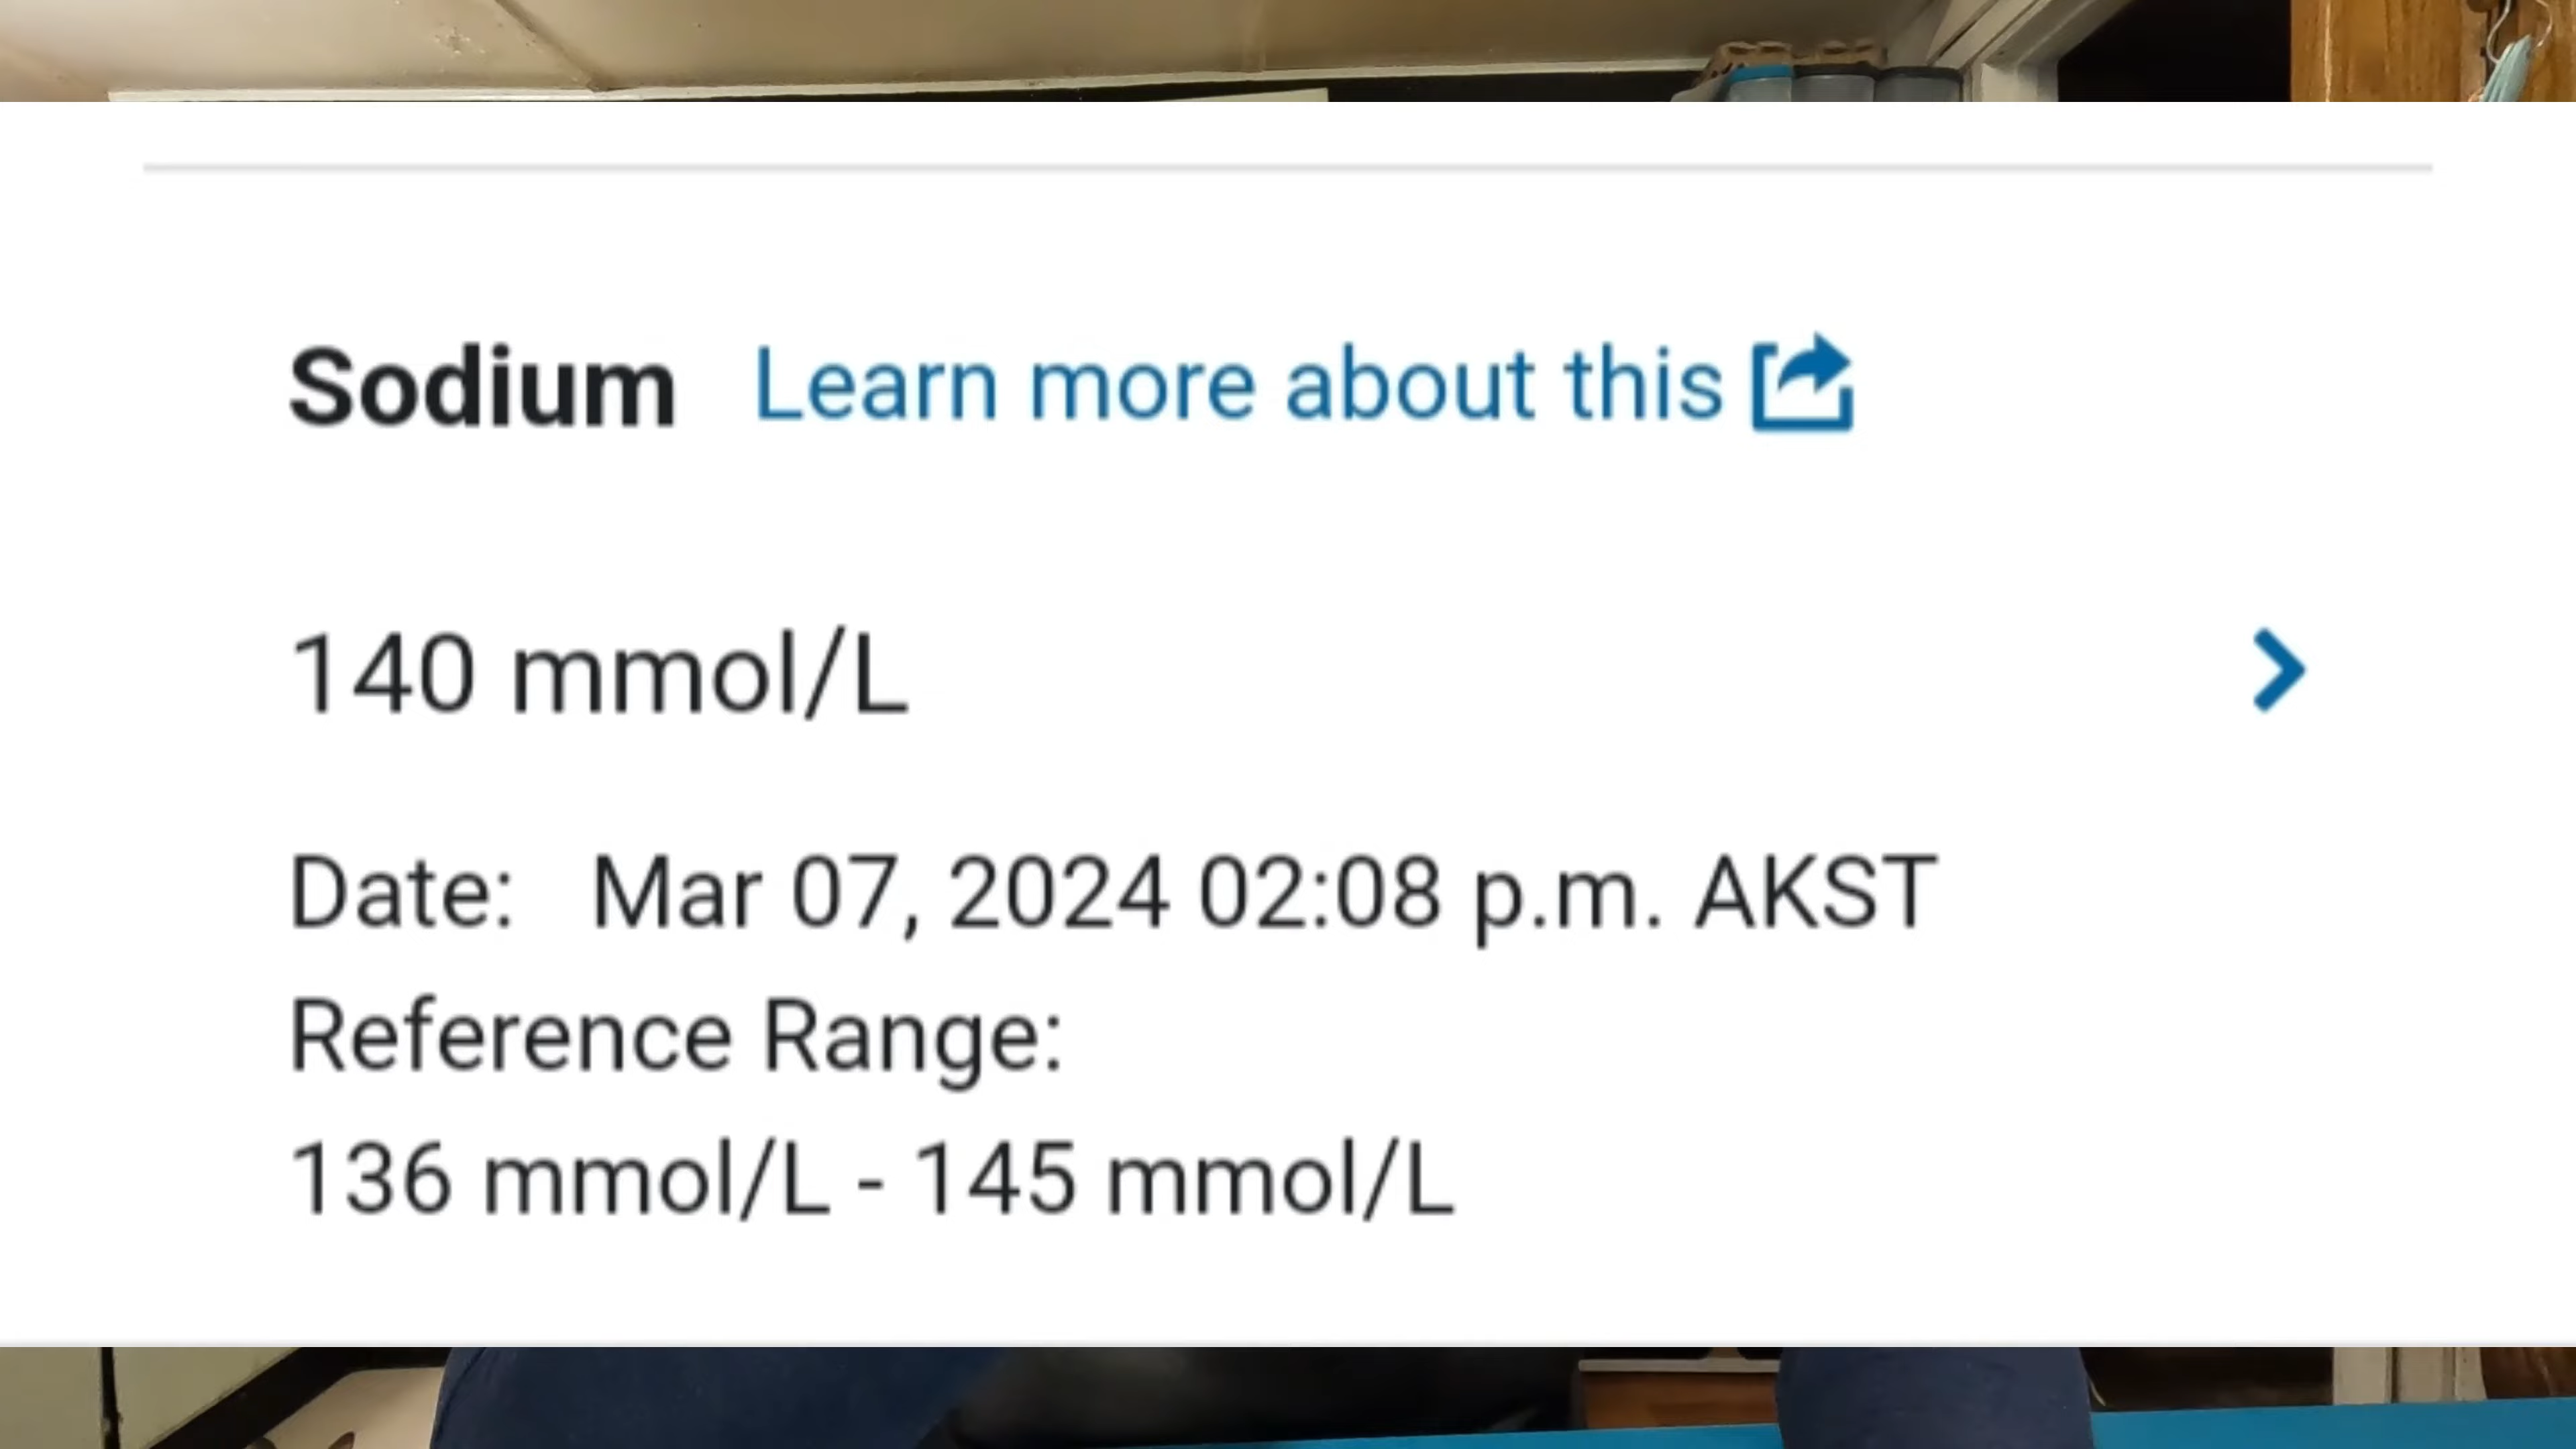 Sodium Learn more about this
140 mmol/L
Date: Mar 07, 2024 02:08 p.m. AKST
Reference Range:
136 mmol/L - 145 mmol/L